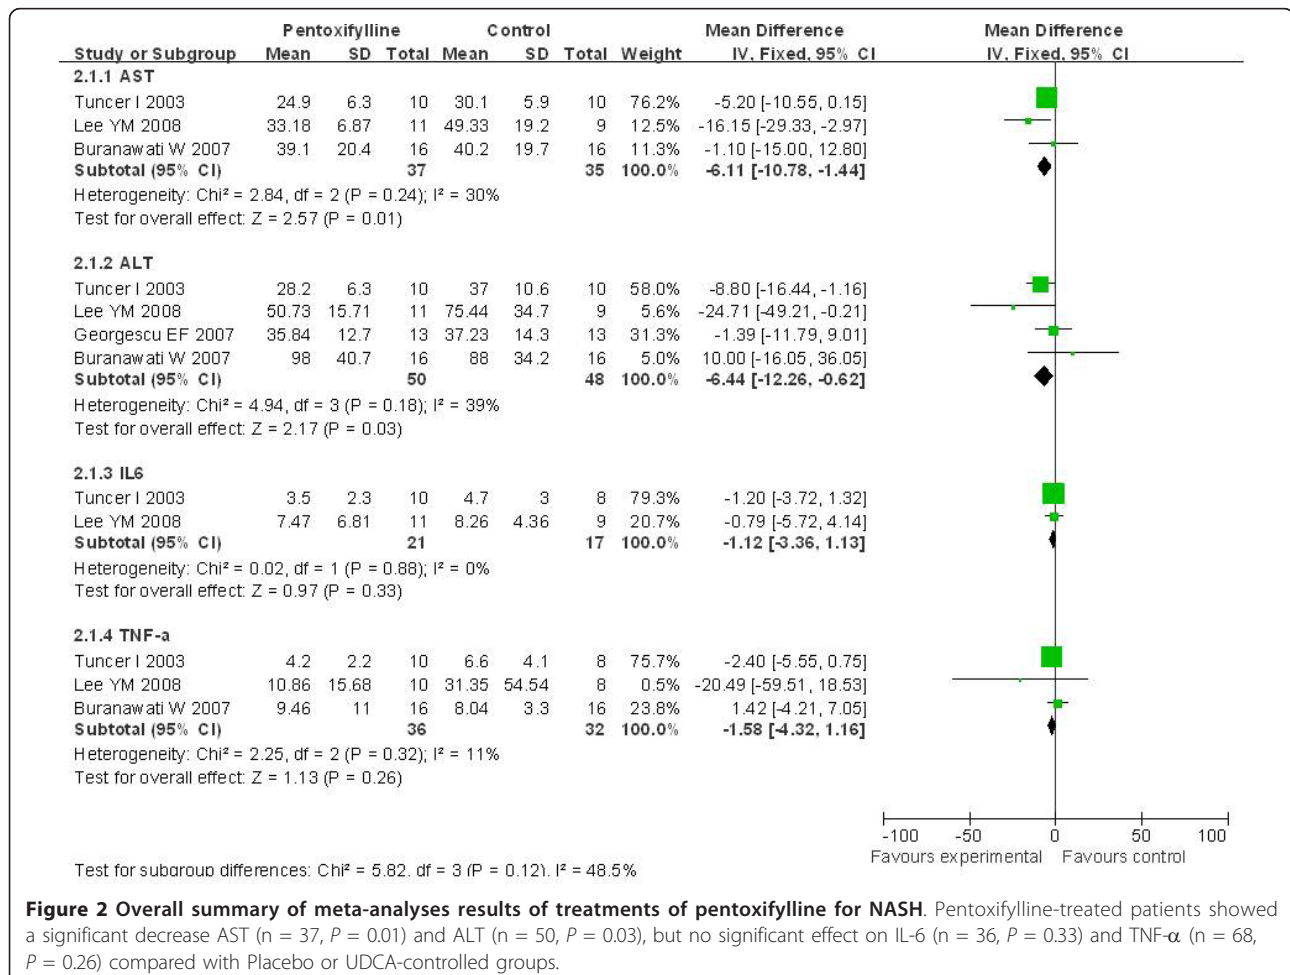 Pentoxifylline Control Mean Difference Mean Difference
Study or Subgroup Mean SD Total Mean SD Total Weight IV, Fixed, 95% CI IV, Fixed, 95% CI
2.1.1 AST
Tuncer I 2003 24.9 6.3 10 30.1 5.9 10 76.2% -5.20 [-10.55, 0.15]
Lee YM 2008 33.18 6.87 11 49.33 19.2 9 12.5% -16.15 [-29.33, -2.97]
Buranawati W 2007 39.1 20.4 16 40.2 19.7 16 11.3% -1.10 [-15.00, 12.80]
Subtotal (95% CI) 37 35 100.0% -6.11 [-10.78, -1.44]
Heterogeneity: Chi² = 2.84, df = 2 (P = 0.24); I² = 30%
Test for overall effect: Z = 2.57 (P = 0.01)
2.1.2 ALT
Tuncer I 2003 28.2 6.3 10 37 10.6 10 58.0% -8.80 [-16.44, -1.16]
Lee YM 2008 50.73 15.71 11 75.44 34.7 9 5.6% -24.71 [-49.21, -0.21]
Georgescu EF 2007 35.84 12.7 13 37.23 14.3 13 31.3% -1.39 [-11.79, 9.01]
Buranawati W 2007 98 40.7 16 88 34.2 16 5.0% 10.00 [-16.05, 36.05]
Subtotal (95% CI) 50 48 100.0% -6.44 [-12.26, -0.62]
Heterogeneity: Chi² = 4.94, df = 3 (P = 0.18); I² = 39%
Test for overall effect: Z = 2.17 (P = 0.03)
2.1.3 IL6
Tuncer I 2003 3.5 2.3 10 4.7 3 8 79.3% -1.20 [-3.72, 1.32]
Lee YM 2008 7.47 6.81 11 8.26 4.36 9 20.7% -0.79 [-5.72, 4.14]
Subtotal (95% CI) 21 17 100.0% -1.12 [-3.36, 1.13]
Heterogeneity: Chi² = 0.02, df = 1 (P = 0.88); I² = 0%
Test for overall effect: Z = 0.97 (P = 0.33)
2.1.4 TNF-a
Tuncer I 2003 4.2 2.2 10 6.6 4.1 8 75.7% -2.40 [-5.55, 0.75]
Lee YM 2008 10.86 15.68 10 31.35 54.54 8 0.5% -20.49 [-59.51, 18.53]
Buranawati W 2007 9.46 11 16 8.04 3.3 16 23.8% 1.42 [-4.21, 7.05]
Subtotal (95% CI) 36 32 100.0% -1.58 [-4.32, 1.16]
Heterogeneity: Chi² = 2.25, df = 2 (P = 0.32); I² = 11%
Test for overall effect: Z = 1.13 (P = 0.26)
-100 -50 0 50 100
Favours experimental Favours control
Test for subgroup differences: Chi² = 5.82. df = 3 (P = 0.12). I² = 48.5%
Figure 2 Overall summary of meta-analyses results of treatments of pentoxifylline for NASH. Pentoxifylline-treated patients showed
a significant decrease AST (n = 37, P = 0.01) and ALT (n = 50, P = 0.03), but no significant effect on IL-6 (n = 36, P = 0.33) and TNF-α (n = 68,
P = 0.26) compared with Placebo or UDCA-controlled groups.